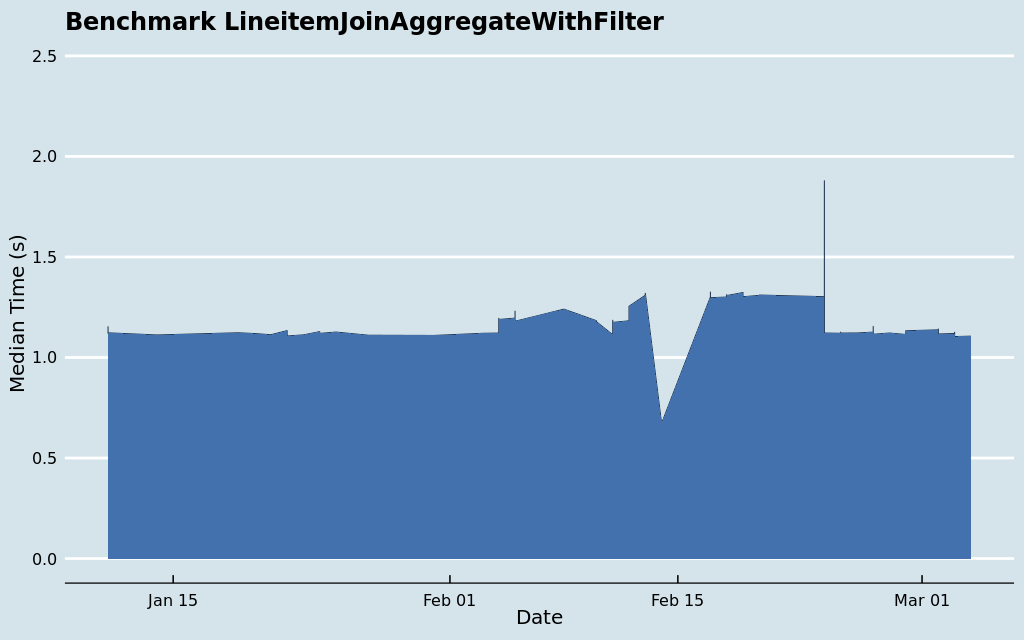 Benchmark LineitemJoinAggregateWithFilter
2.5
2.0
1.5
1.0
0.5
0.0
Median Time (s)
Jan 15
Feb 01
Feb 15
Mar 01
Date